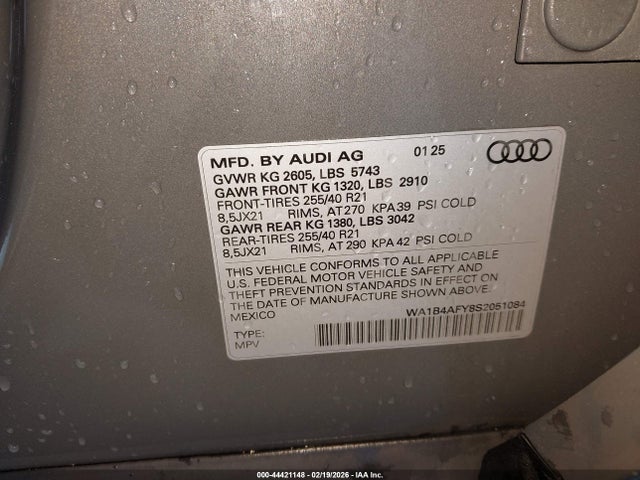 MFD. BY AUDI AG 01 25
GVWR KG 2605, LBS 5743
GAWR FRONT KG 1320, LBS 2910
FRONT-TIRES 255/40 R21
8,5JX21 RIMS, AT 270 KPA 39 PSI COLD
GAWR REAR KG 1380, LBS 3042
REAR-TIRES 255/40 R21
8,5JX21 RIMS, AT 290 KPA 42 PSI COLD
THIS VEHICLE CONFORMS TO ALL APPLICABLE
U.S. FEDERAL MOTOR VEHICLE SAFETY AND
THEFT PREVENTION STANDARDS IN EFFECT ON
THE DATE OF MANUFACTURE SHOWN ABOVE.
MEXICO
WA1B4AFY8S2051084
TYPE:
MPV
000-44421148 - 02/19/2026 - IAA Inc.